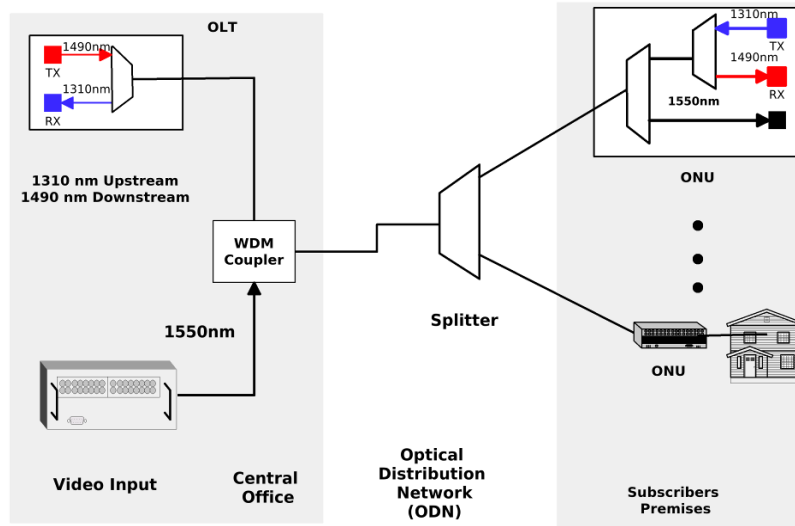 OLT
1490nm
TX
1310nm
RX
1310 nm Upstream
1490 nm Downstream
WDM
Coupler
1550nm
Video Input
Central
Office
Splitter
Optical
Distribution
Network
(ODN)
1310nm
TX
1490nm
RX
1550nm
ONU
ONU
Subscribers
Premises